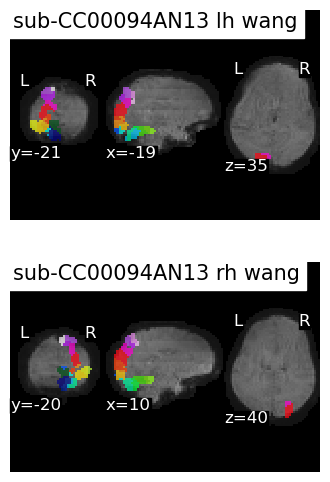 sub-CC00094AN13 lh wang
L R
L R
y=-21
x=-19
z=35
sub-CC00094AN13 rh wang
L R
L R
y=-20
x=10
z=40